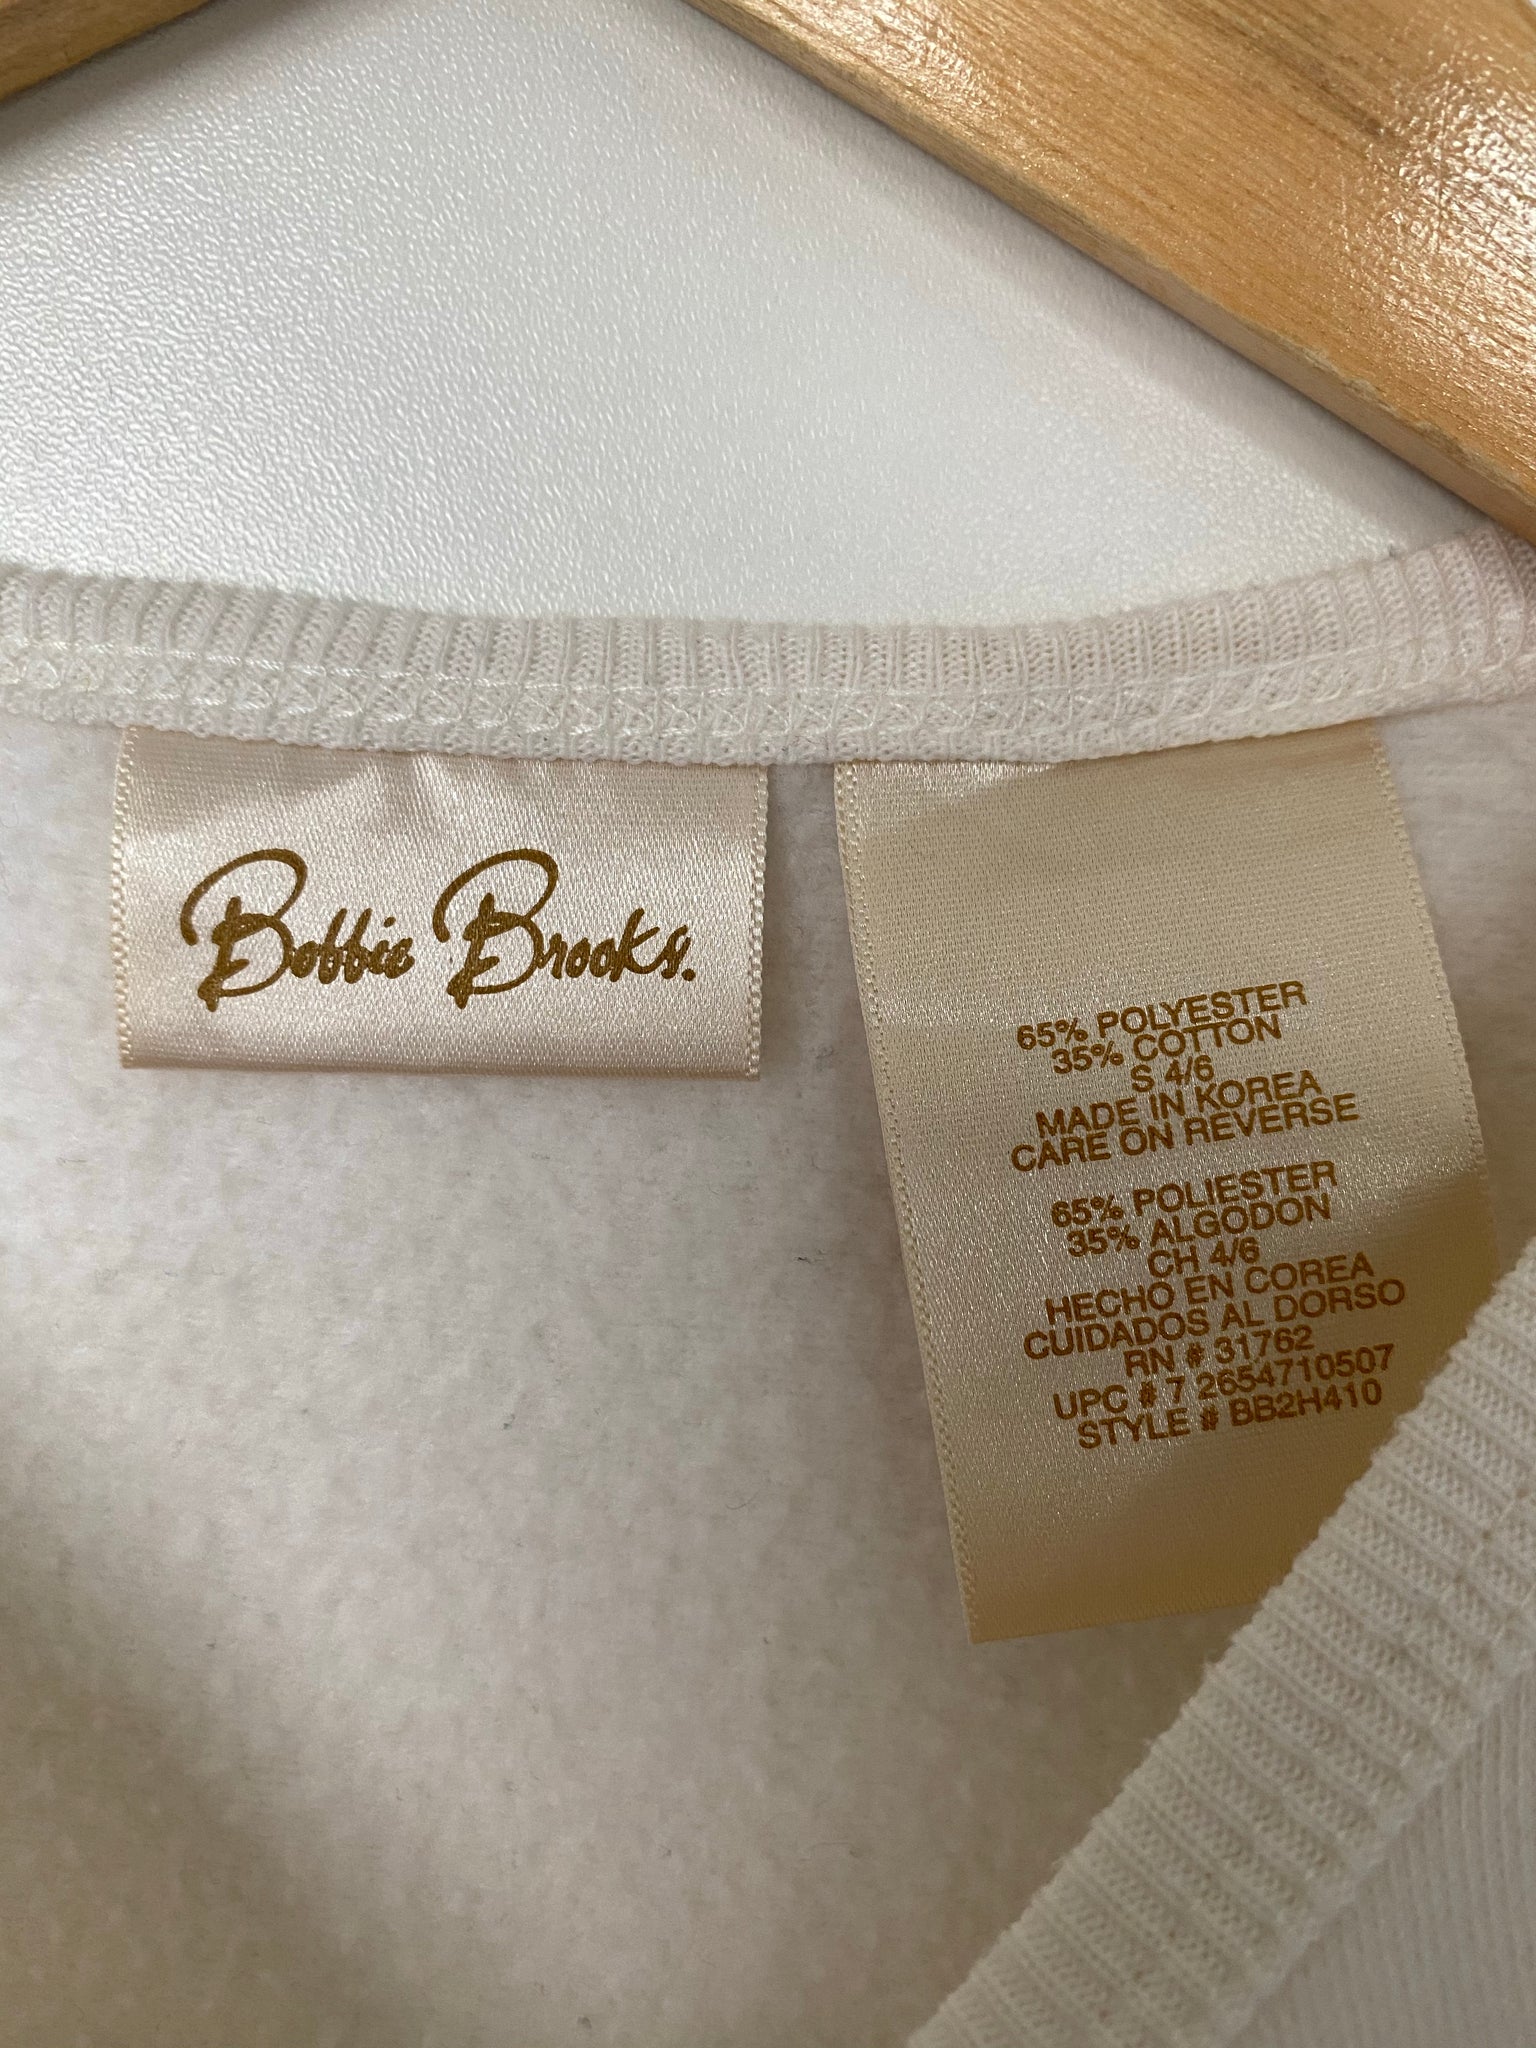 Bobbie Brooks.
65% POLYESTER
35% COTTON
S 4/6
MADE IN KOREA
CARE ON REVERSE
65% POLIESTER
35% ALGODON
CH 4/6
HECHO EN COREA
CUIDADOS AL DORSO
RN # 31762
UPC # 7 2654710507
STYLE # BB2H410